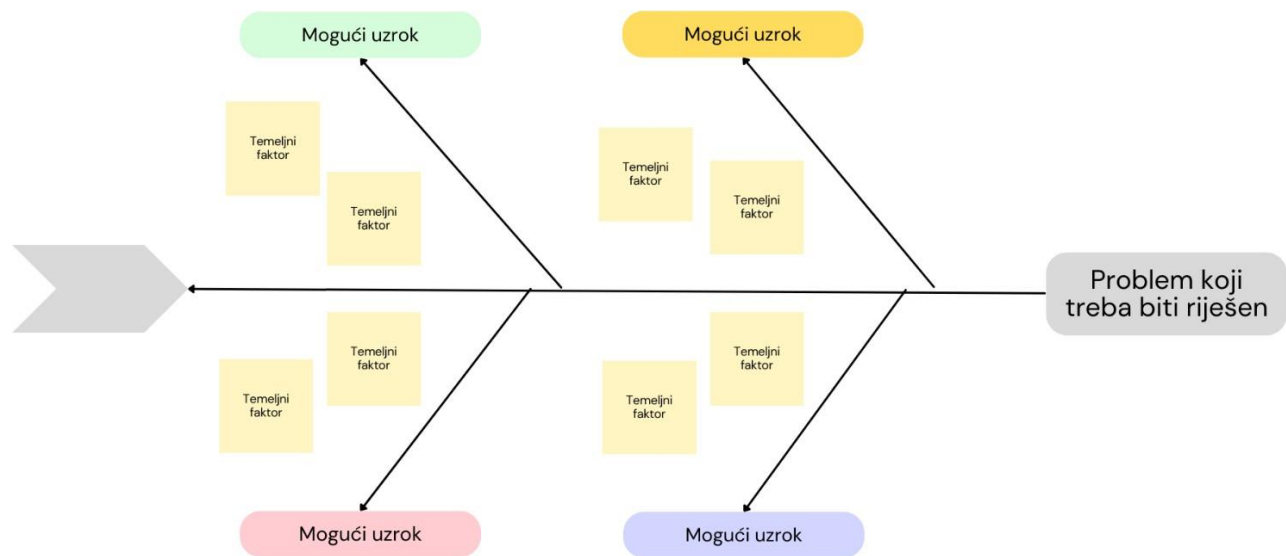 Mogući uzrok
Mogući uzrok
Temeljni
faktor
Temeljni
faktor
Temeljni
faktor
Temeljni
faktor
Problem koji
treba biti riješen
Temeljni
faktor
Temeljni
faktor
Temeljni
faktor
Temeljni
faktor
Mogući uzrok
Mogući uzrok